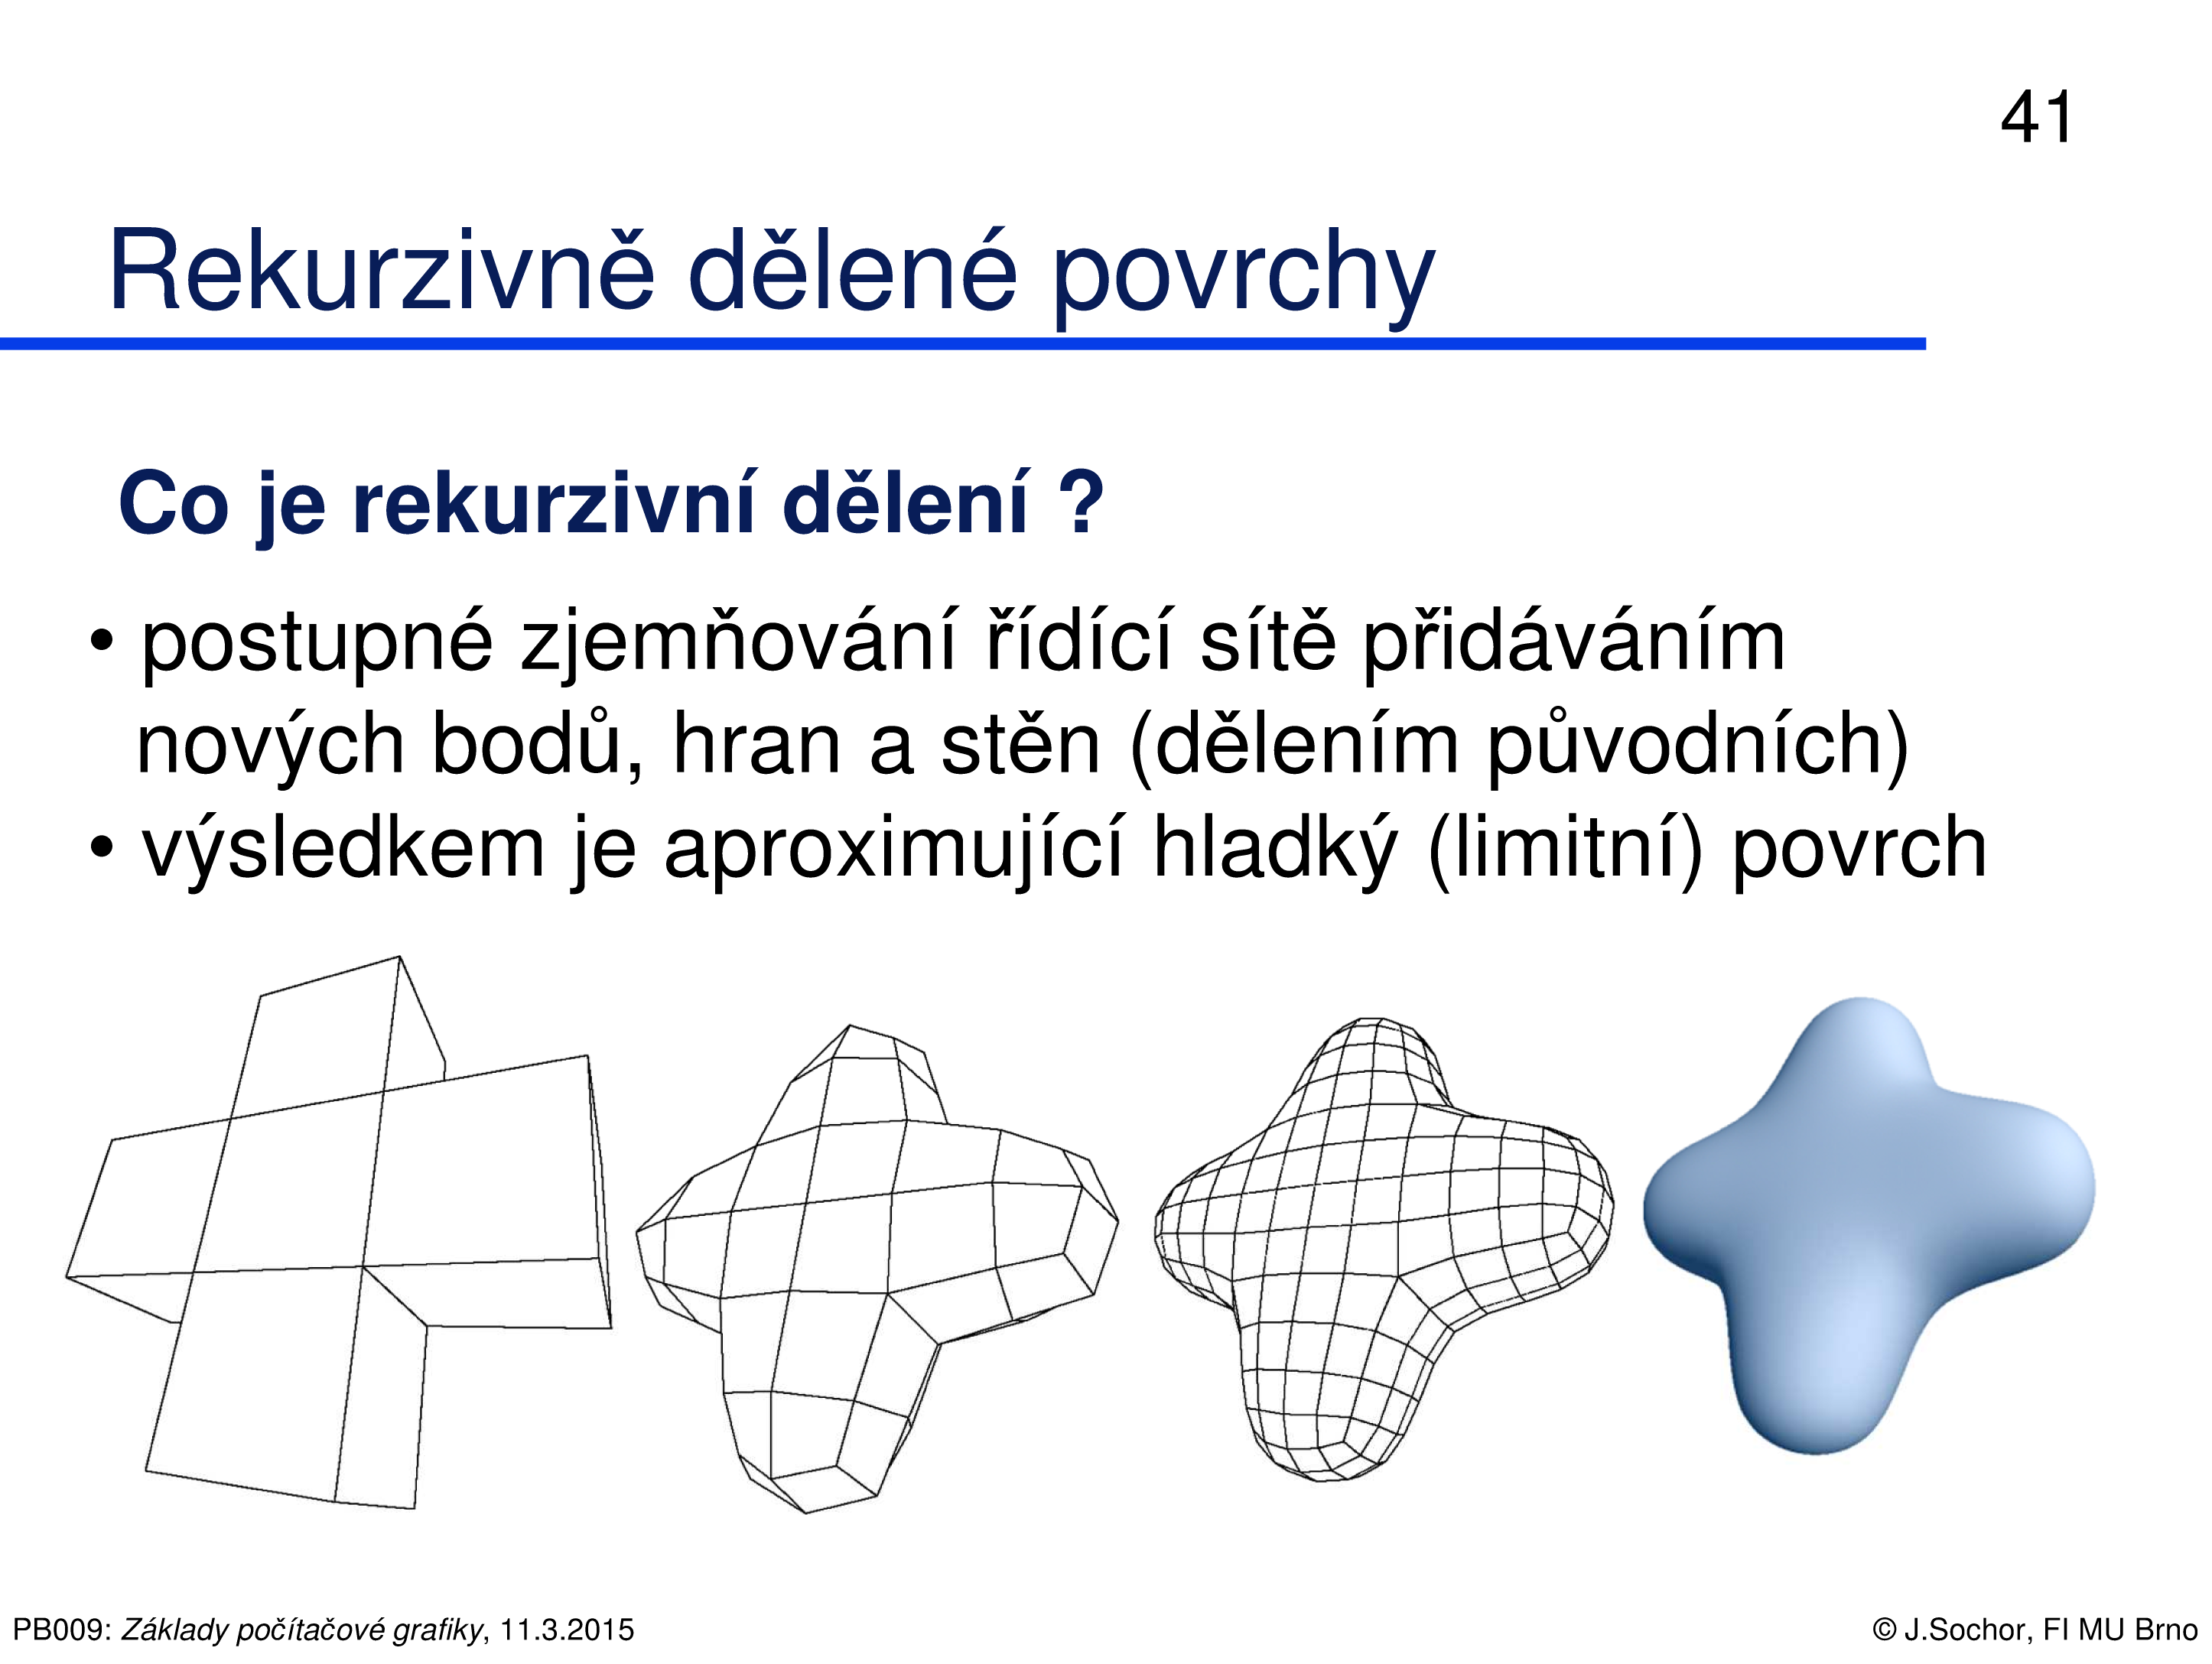 41
Rekurzivně dělené povrchy
Co je rekurzivní dělení ?
• postupné zjemňování řídící sítě přidáváním
nových bodů, hran a stěn (dělením původních)
• výsledkem je aproximující hladký (limitní) povrch
PB009: Základy počítačové grafiky, 11.3.2015
© J.Sochor, FI MU Brno